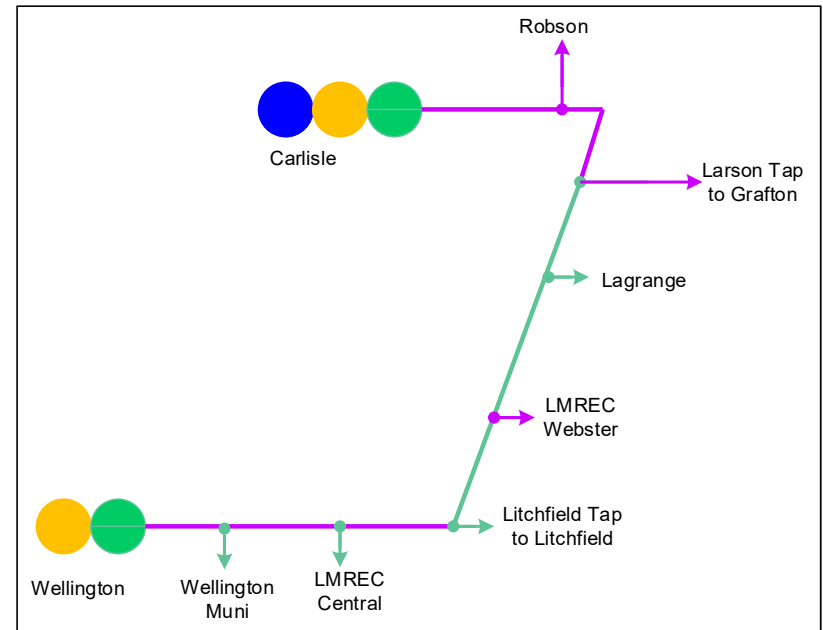 Robson
Carlisle
Larson Tap
to Grafton
Lagrange
LMREC
Webster
Litchfield Tap
to Litchfield
Wellington
Wellington
Muni
LMREC
Central